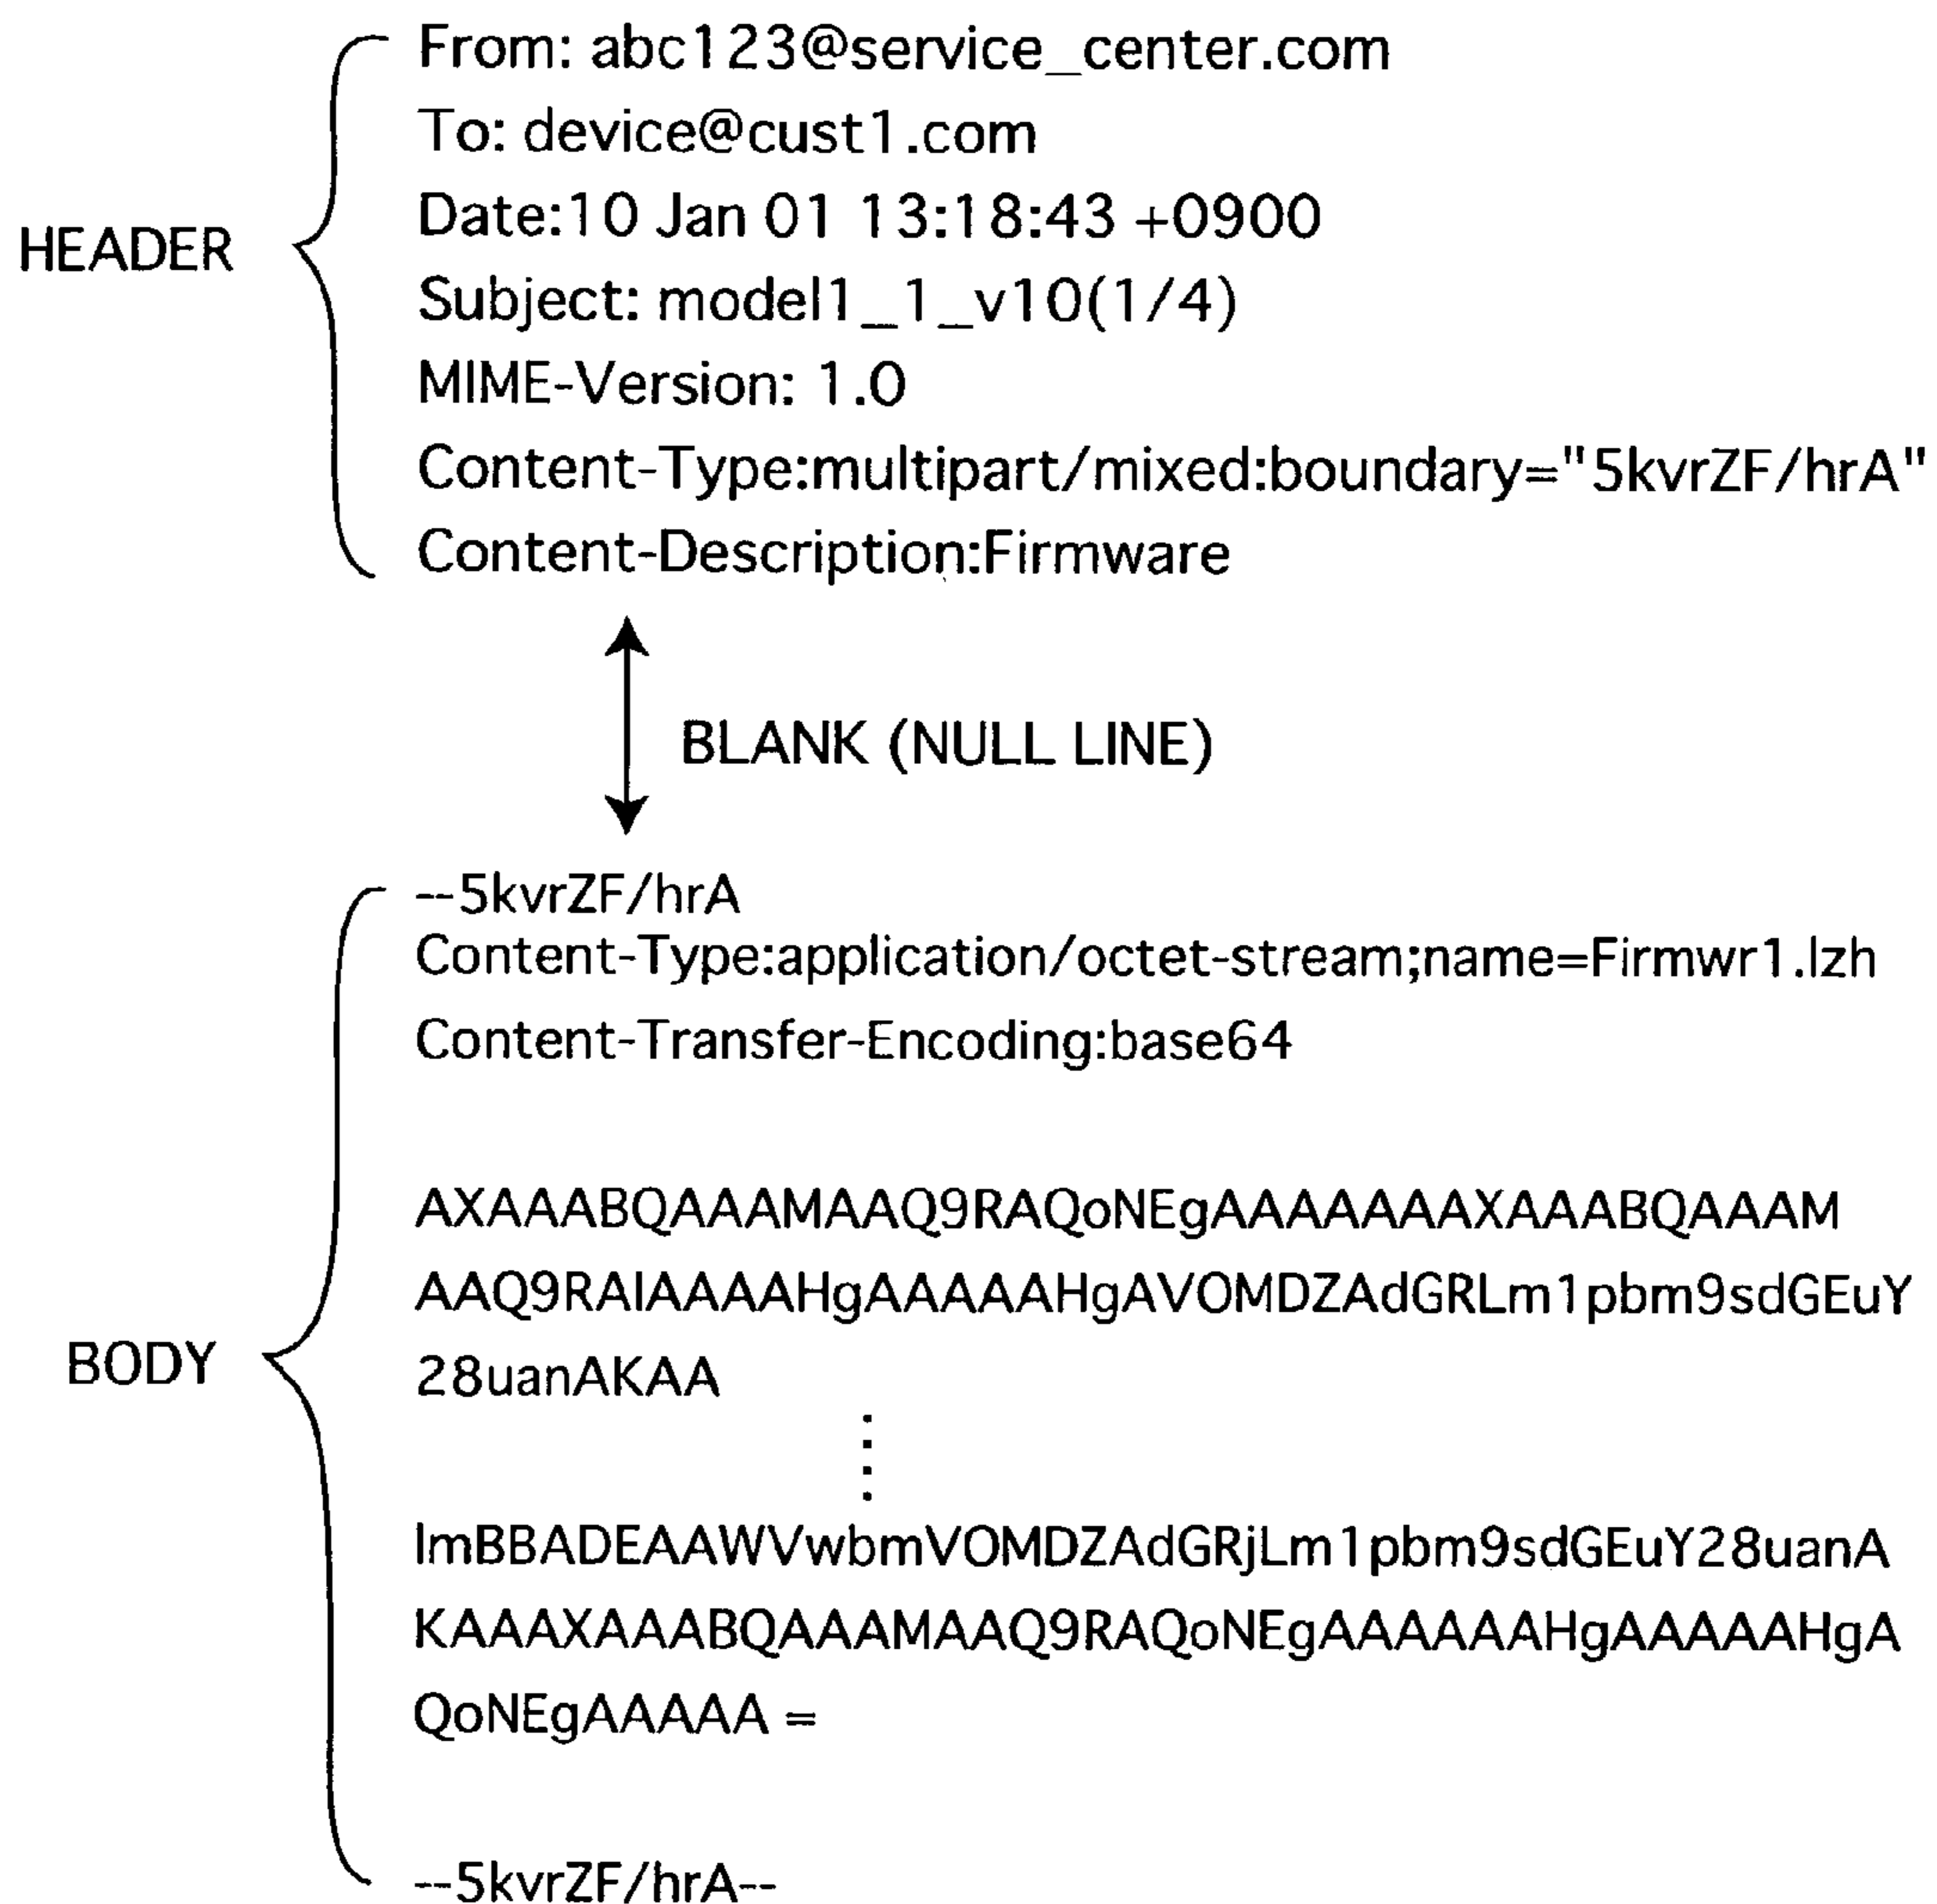 From: abc123@service_center.com
To: device@cust1.com
Date:10 Jan 01 13:18:43 +0900
HEADER
Subject: model1_1_v10(1/4)
MIME-Version: 1.0
Content-Type:multipart/mixed:boundary="5kvrZF/hrA"
Content-Description:Firmware
BLANK (NULL LINE)
--5kvrZF/hrA
Content-Type:application/octet-stream;name=Firmwr1.lzh
Content-Transfer-Encoding:base64
AXAAABQAAAMAAQ9RAQoNEgAAAAAAAXAAABQAAAM
AAQ9RAIAAAAHgAAAAAHgAVOMDZAdGRLm1pbm9sdGEuY
BODY
28uanAKAA
ImBBADEAAWVwbmVOMDZAdGRjLm1pbm9sdGEuY28uanA
KAAAXAAABQAAAMAAQ9RAQoNEgAAAAAAHgAAAAAHgA
QoNEgAAAAA =
--5kvrZF/hrA--